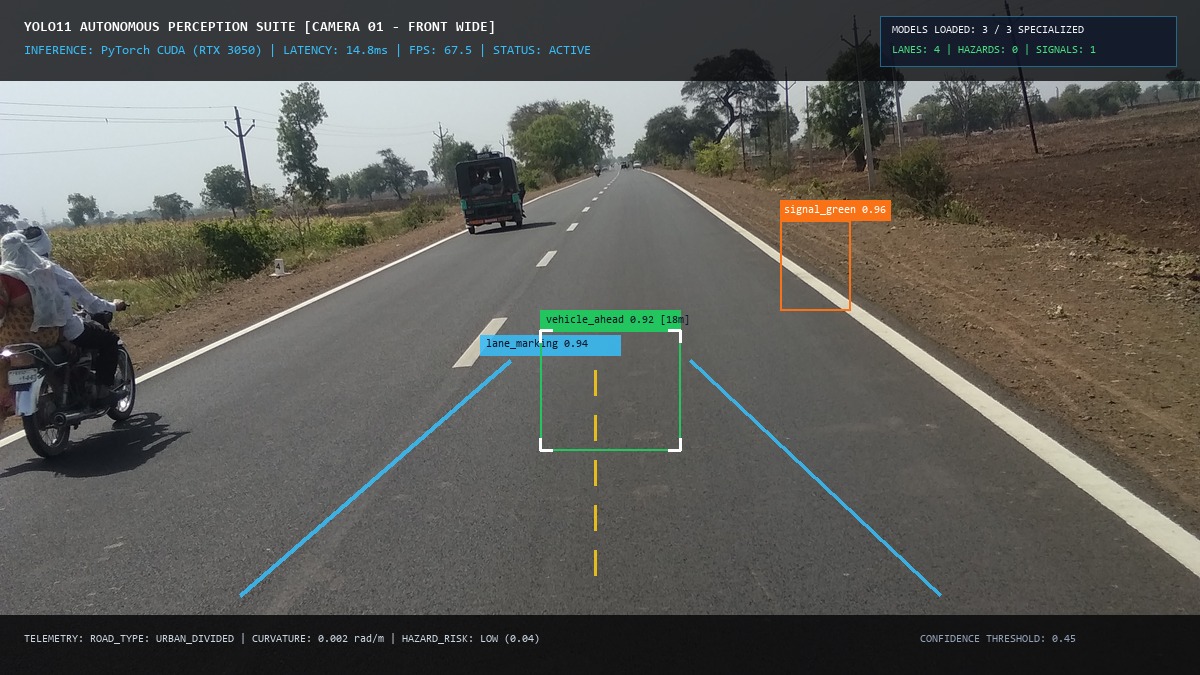 YOLO11 AUTONOMOUS PERCEPTION SUITE [CAMERA 01 - FRONT WIDE]
INFERENCE: PyTorch CUDA (RTX 3050) | LATENCY: 14.8ms | FPS: 67.5 | STATUS: ACTIVE
MODELS LOADED: 3 / 3 SPECIALIZED
LANES: 4 | HAZARDS: 0 | SIGNALS: 1
signal_green 0.96
vehicle_ahead 0.92 [18m]
lane_marking 0.94
TELEMETRY: ROAD_TYPE: URBAN_DIVIDED | CURVATURE: 0.002 rad/m | HAZARD_RISK: LOW (0.04)
CONFIDENCE THRESHOLD: 0.45